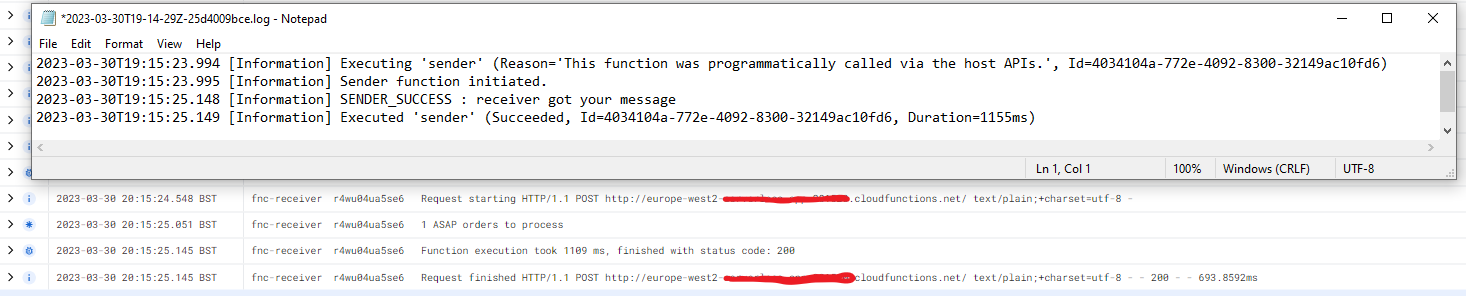 *2023-03-30T19-14-29Z-25d4009bce.log - Notepad
File Edit Format View Help
2023-03-30T19:15:23.994 [Information] Executing 'sender' (Reason='This function was programmatically called via the host APIs.', Id=4034104a-772e-4092-8300-32149ac10fd6)
2023-03-30T19:15:23.995 [Information] Sender function initiated.
2023-03-30T19:15:25.148 [Information] SENDER_SUCCESS : receiver got your message
2023-03-30T19:15:25.149 [Information] Executed 'sender' (Succeeded, Id=4034104a-772e-4092-8300-32149ac10fd6, Duration=1155ms)
Ln 1, Col 1 100% Windows (CRLF) UTF-8
2023-03-30 20:15:24.548 BST fnc-receiver r4wu04ua5se6 Request starting HTTP/1.1 POST http://europe-west2- .cloudfunctions.net/ text/plain;+charset=utf-8 -
2023-03-30 20:15:25.051 BST fnc-receiver r4wu04ua5se6 1 ASAP orders to process
2023-03-30 20:15:25.145 BST fnc-receiver r4wu04ua5se6 Function execution took 1109 ms, finished with status code: 200
2023-03-30 20:15:25.145 BST fnc-receiver r4wu04ua5se6 Request finished HTTP/1.1 POST http://europe-west2- .cloudfunctions.net/ text/plain;+charset=utf-8 - - 200 - - 693.8592ms